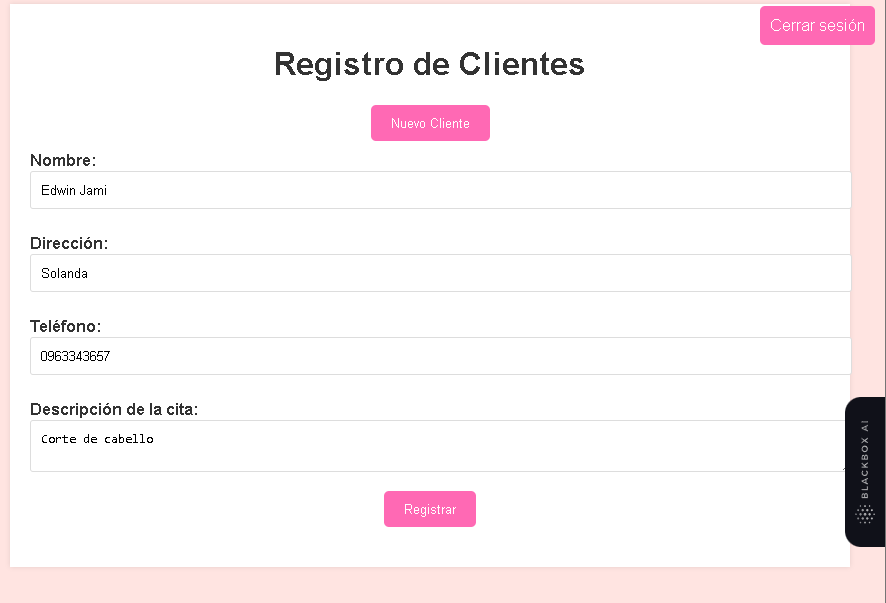 Cerrar sesión
Registro de Clientes
Nuevo Cliente
Nombre:
Edwin Jami
Dirección:
Solanda
Teléfono:
0963343657
Descripción de la cita:
Corte de cabello
Registrar
BLACKBOX AI